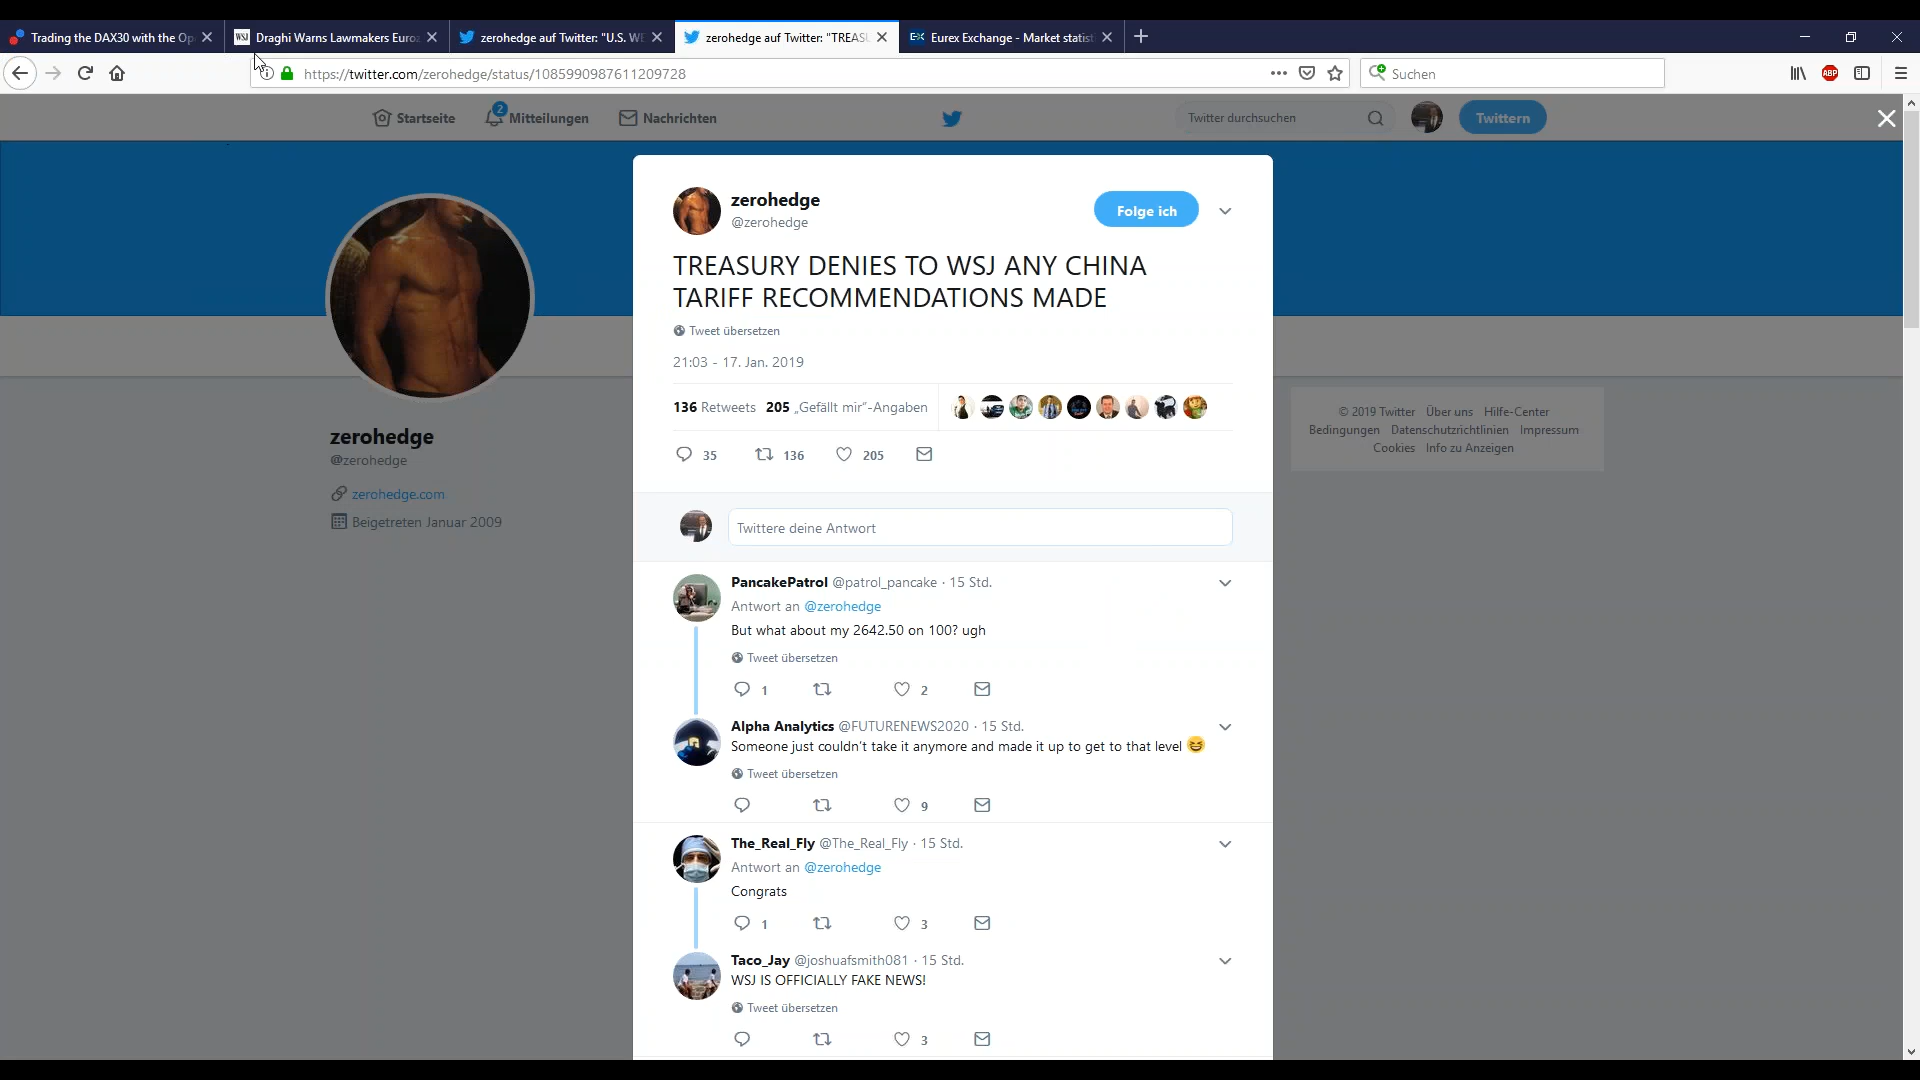 Trading the DAX30 with the Op
WSJ Draghi Warns Lawmakers Euroz
zerohedge auf Twitter: "U.S. WE
zerohedge auf Twitter: "TREAS
EX Eurex Exchange - Market statist
https://twitter.com/zerohedge/status/1085990987611209728
Suchen
ABP
Startseite
2
Mitteilungen
Nachrichten
Twitter durchsuchen
Twittern
zerohedge
@zerohedge
Folge ich
TREASURY DENIES TO WSJ ANY CHINA
TARIFF RECOMMENDATIONS MADE
Tweet übersetzen
21:03 - 17. Jan. 2019
136 Retweets 205 „Gefällt mir“-Angaben
35 136 205
Twittere deine Antwort
PancakePatrol @patrol_pancake · 15 Std.
Antwort an @zerohedge
But what about my 2642.50 on 100? ugh
Tweet übersetzen
1 2
Alpha Analytics @FUTURENEWS2020 · 15 Std.
Someone just couldn't take it anymore and made it up to get to that level 😆
Tweet übersetzen
9
The_Real_Fly @The_Real_Fly · 15 Std.
Antwort an @zerohedge
Congrats
1 3
Taco_Jay @joshuafsmith081 · 15 Std.
WSJ IS OFFICIALLY FAKE NEWS!
Tweet übersetzen
3
zerohedge
@zerohedge
zerohedge.com
Beigetreten Januar 2009
© 2019 Twitter Über uns Hilfe-Center
Bedingungen Datenschutzrichtlinien Impressum
Cookies Info zu Anzeigen